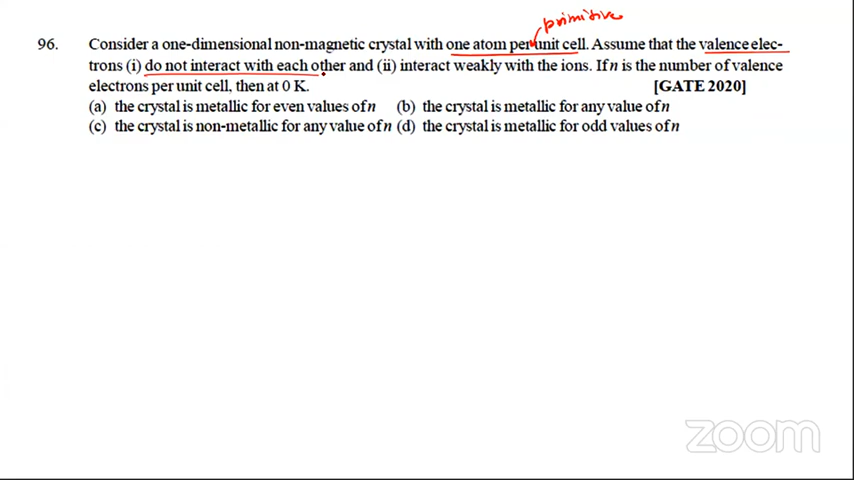 primitive
96. Consider a one-dimensional non-magnetic crystal with one atom per unit cell. Assume that the valence elec-
trons (i) do not interact with each other and (ii) interact weakly with the ions. If n is the number of valence
electrons per unit cell, then at 0 K. [GATE 2020]
(a) the crystal is metallic for even values of n (b) the crystal is metallic for any value of n
(c) the crystal is non-metallic for any value of n (d) the crystal is metallic for odd values of n
zoom